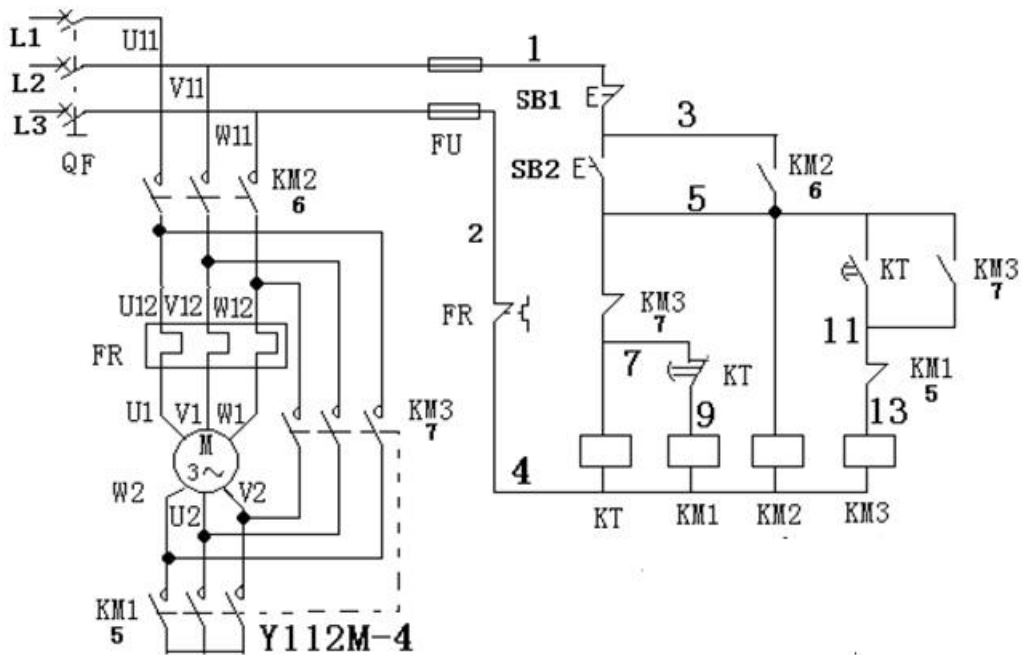 L1
U11
L2
V11
L3
W11
QF
FU
1
SB1
3
SB2
KM2
6
KM2
6
5
2
KT
KM3
7
KM3
7
U12 V12 W12
FR
FR
11
7
KT
KM1
5
U1 V1 W1
KM3
7
9
13
M
3~
W2
U2
V2
4
KT
KM1
KM2
KM3
KM1
5
Y112M-4